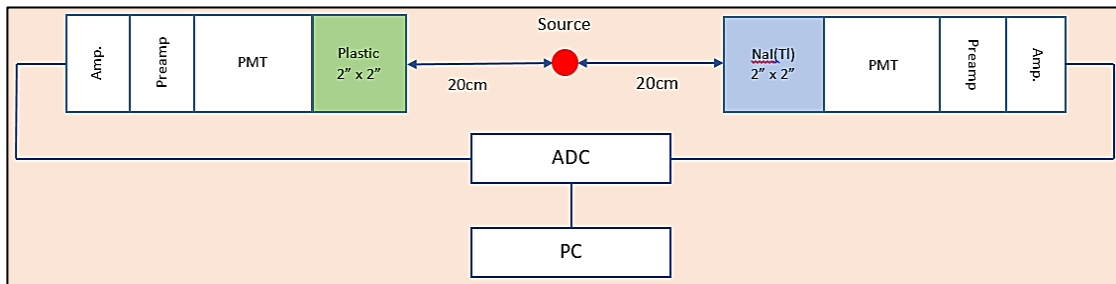 Source
Amp.
Preamp
PMT
Plastic
2” x 2”
20cm
20cm
NaI(Tl)
2” x 2”
PMT
Preamp
Amp.
ADC
PC